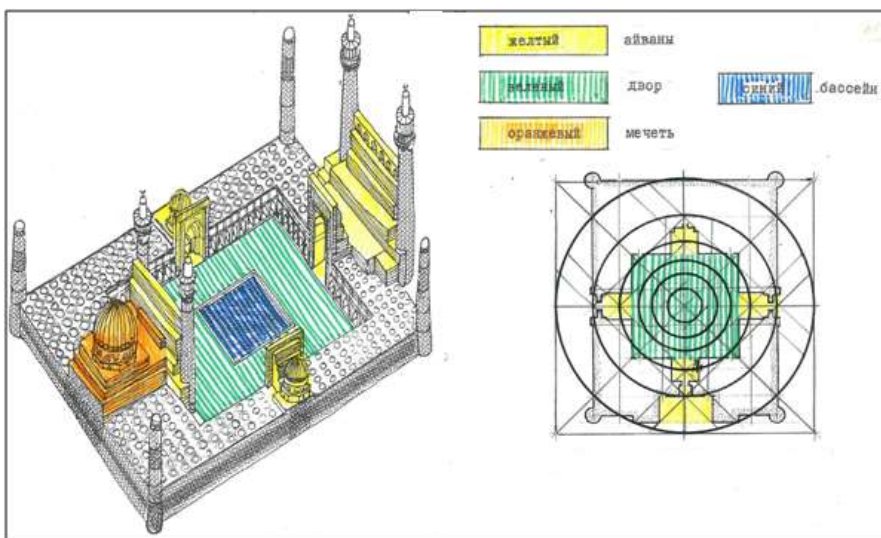 желтый айваны
зеленый двор синий бассейн
оранжевый мечеть